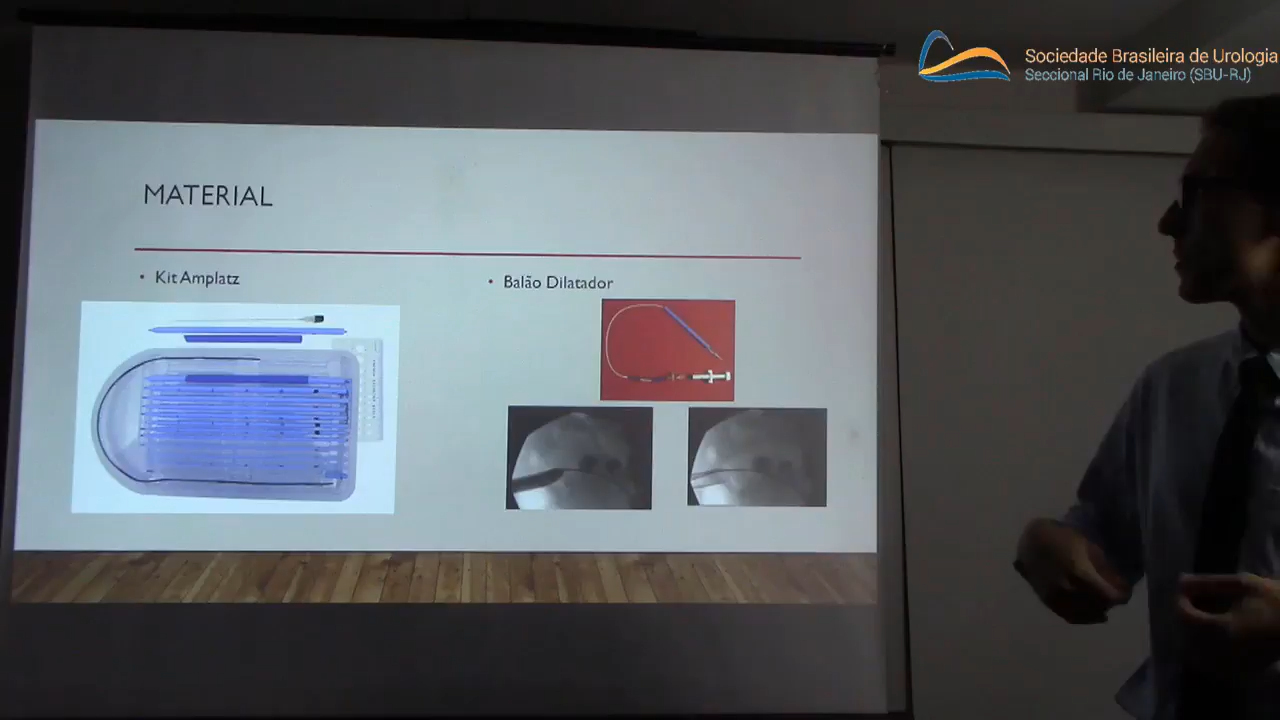 Sociedade Brasileira de Urologia
Seccional Rio de Janeiro (SBU-RJ)
MATERIAL
• Kit Amplatz
• Balão Dilatador